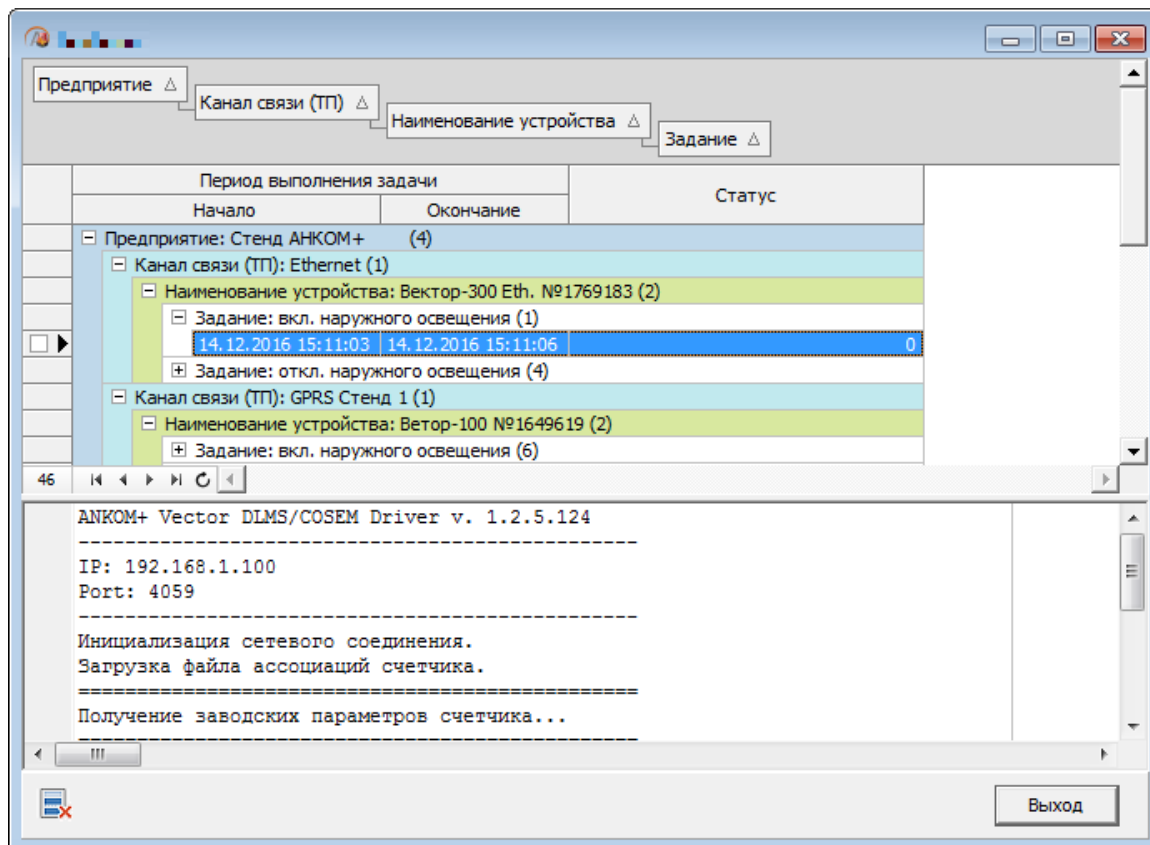 Предприятие
Канал связи (ТП)
Наименование устройства
Задание
Период выполнения задачи
Статус
Начало Окончание
Предприятие: Стенд АНКОМ+ (4)
Канал связи (ТП): Ethernet (1)
Наименование устройства: Вектор-300 Eth. №1769183 (2)
Задание: вкл. наружного освещения (1)
14.12.2016 15:11:03 14.12.2016 15:11:06 0
Задание: откл. наружного освещения (4)
Канал связи (ТП): GPRS Стенд 1 (1)
Наименование устройства: Ветор-100 №1649619 (2)
Задание: вкл. наружного освещения (6)
46
ANKOM+ Vector DLMS/COSEM Driver v. 1.2.5.124
------------------------------------------------
IP: 192.168.1.100
Port: 4059
------------------------------------------------
Инициализация сетевого соединения.
Загрузка файла ассоциаций счетчика.
================================================
Получение заводских параметров счетчика...
================================================
Выход